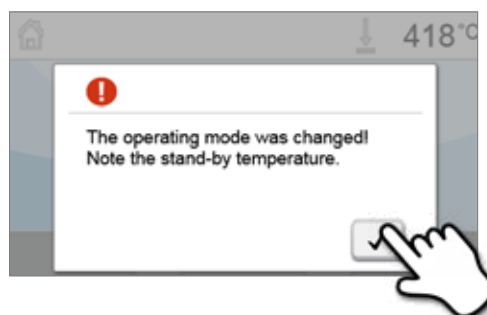 418°C
The operating mode was changed!
Note the stand-by temperature.